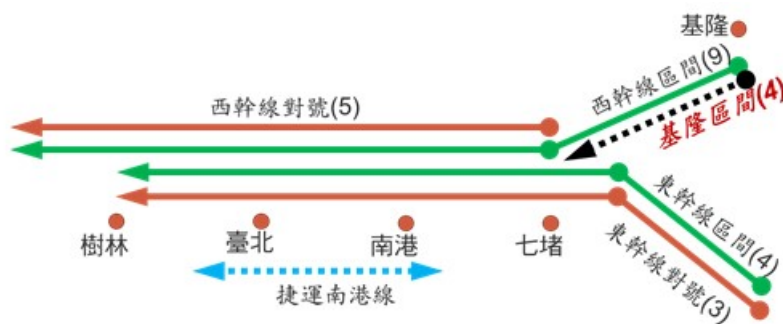 基隆
西幹線區間(9)
西幹線對號(5)
基隆區間(4)
東幹線區間(4)
東幹線對號(3)
樹林
臺北
南港
七堵
捷運南港線